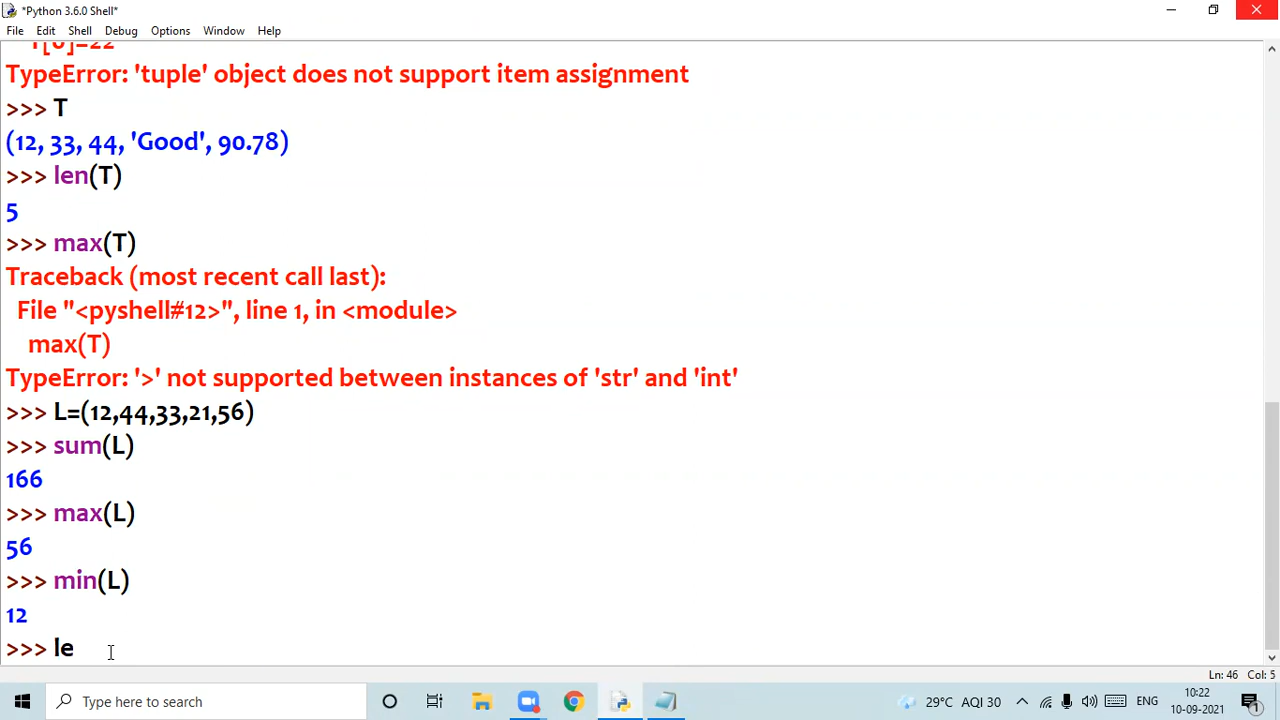 *Python 3.6.0 Shell*
File Edit Shell Debug Options Window Help
T[0]=22
TypeError: 'tuple' object does not support item assignment
>>> T
(12, 33, 44, 'Good', 90.78)
>>> len(T)
5
>>> max(T)
Traceback (most recent call last):
File "<pyshell#12>", line 1, in <module>
max(T)
TypeError: '>' not supported between instances of 'str' and 'int'
>>> L=(12,44,33,21,56)
>>> sum(L)
166
>>> max(L)
56
>>> min(L)
12
>>> le
Ln: 46 Col: 5
Type here to search
29°C AQI 30
ENG
10:22
10-09-2021
1